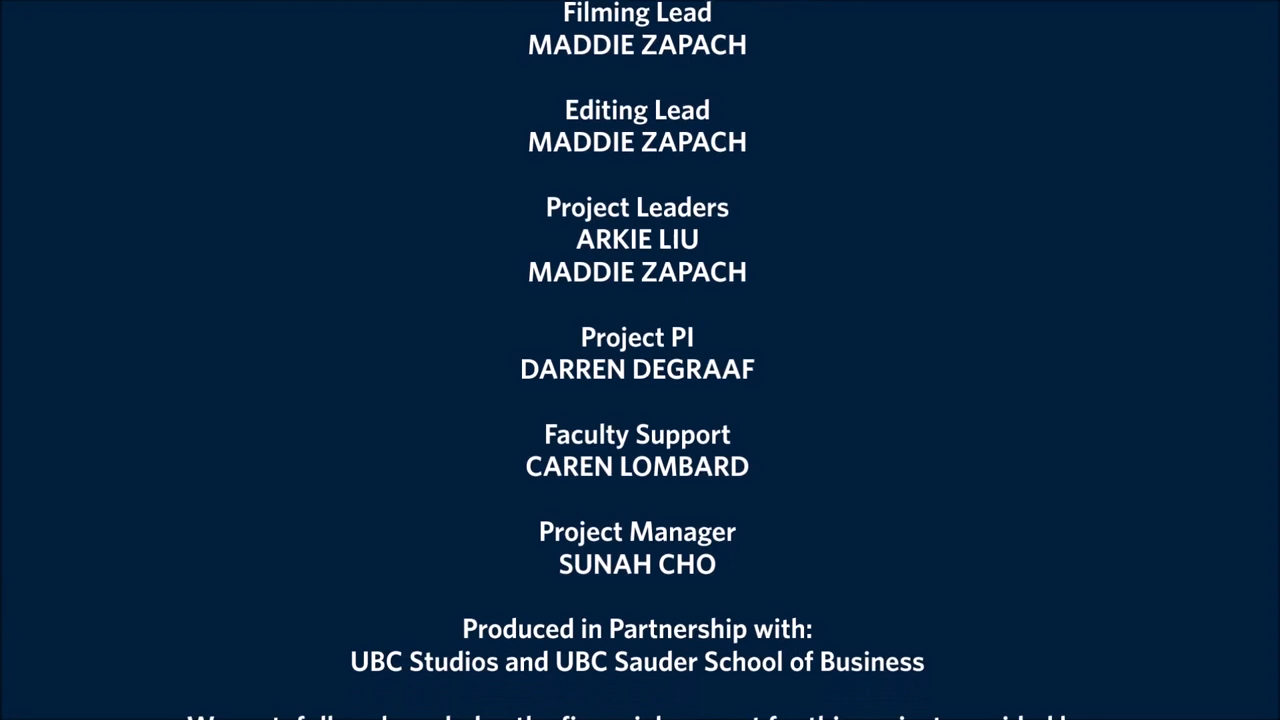 Filming Lead
MADDIE ZAPACH
Editing Lead
MADDIE ZAPACH
Project Leaders
ARKIE LIU
MADDIE ZAPACH
Project PI
DARREN DEGRAAF
Faculty Support
CAREN LOMBARD
Project Manager
SUNAH CHO
Produced in Partnership with:
UBC Studios and UBC Sauder School of Business